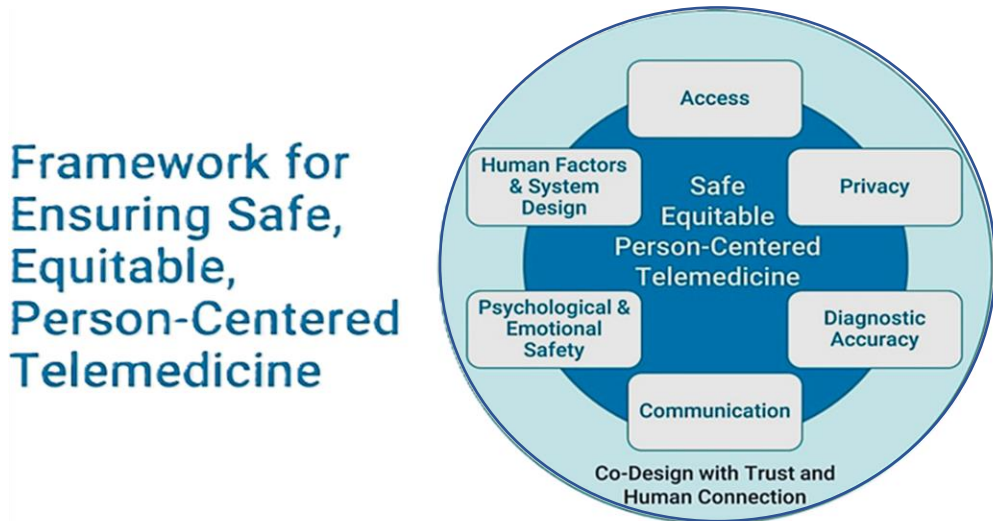 Framework for
Ensuring Safe,
Equitable,
Person-Centered
Telemedicine
Access
Human Factors
& System
Design
Safe
Equitable
Person-Centered
Telemedicine
Privacy
Psychological &
Emotional
Safety
Diagnostic
Accuracy
Communication
Co-Design with Trust and
Human Connection